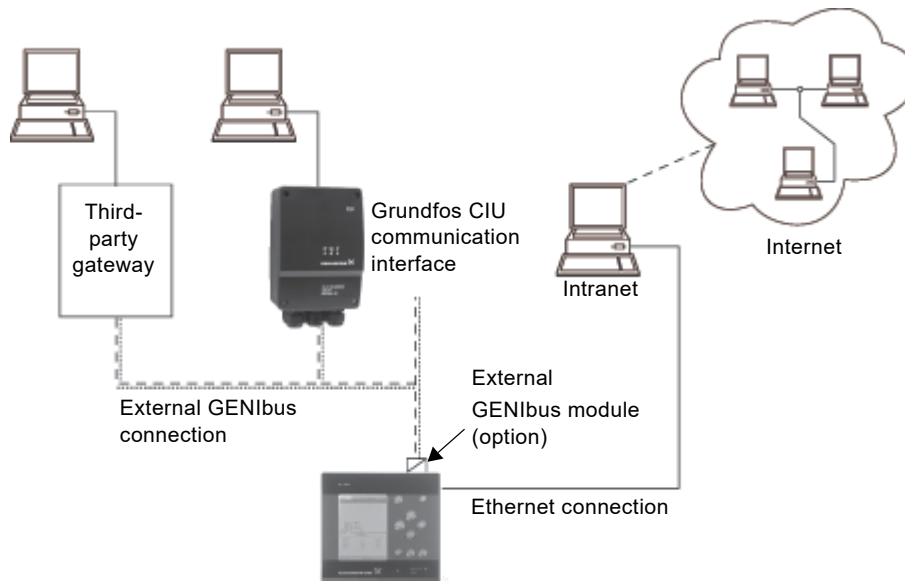 Third-
party
gateway
Grundfos CIU
communication
interface
Internet
Intranet
External GENIbus
connection
External
GENIbus module
(option)
Ethernet connection